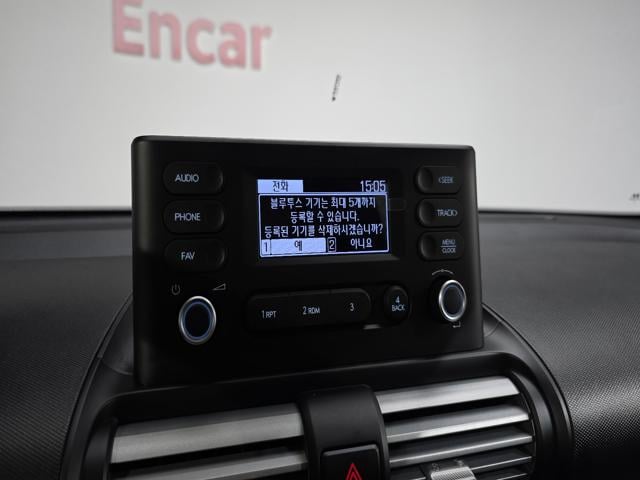 Encar
AUDIO
전화 15:05
<SEEK
블루투스 기기는 최대 5개까지
등록할 수 있습니다.
등록된 기기를 삭제하시겠습니까?
1 예 2 아니요
PHONE
TRACK>
FAV
MENU
CLOCK
1 RPT 2 RDM 3
4
BACK